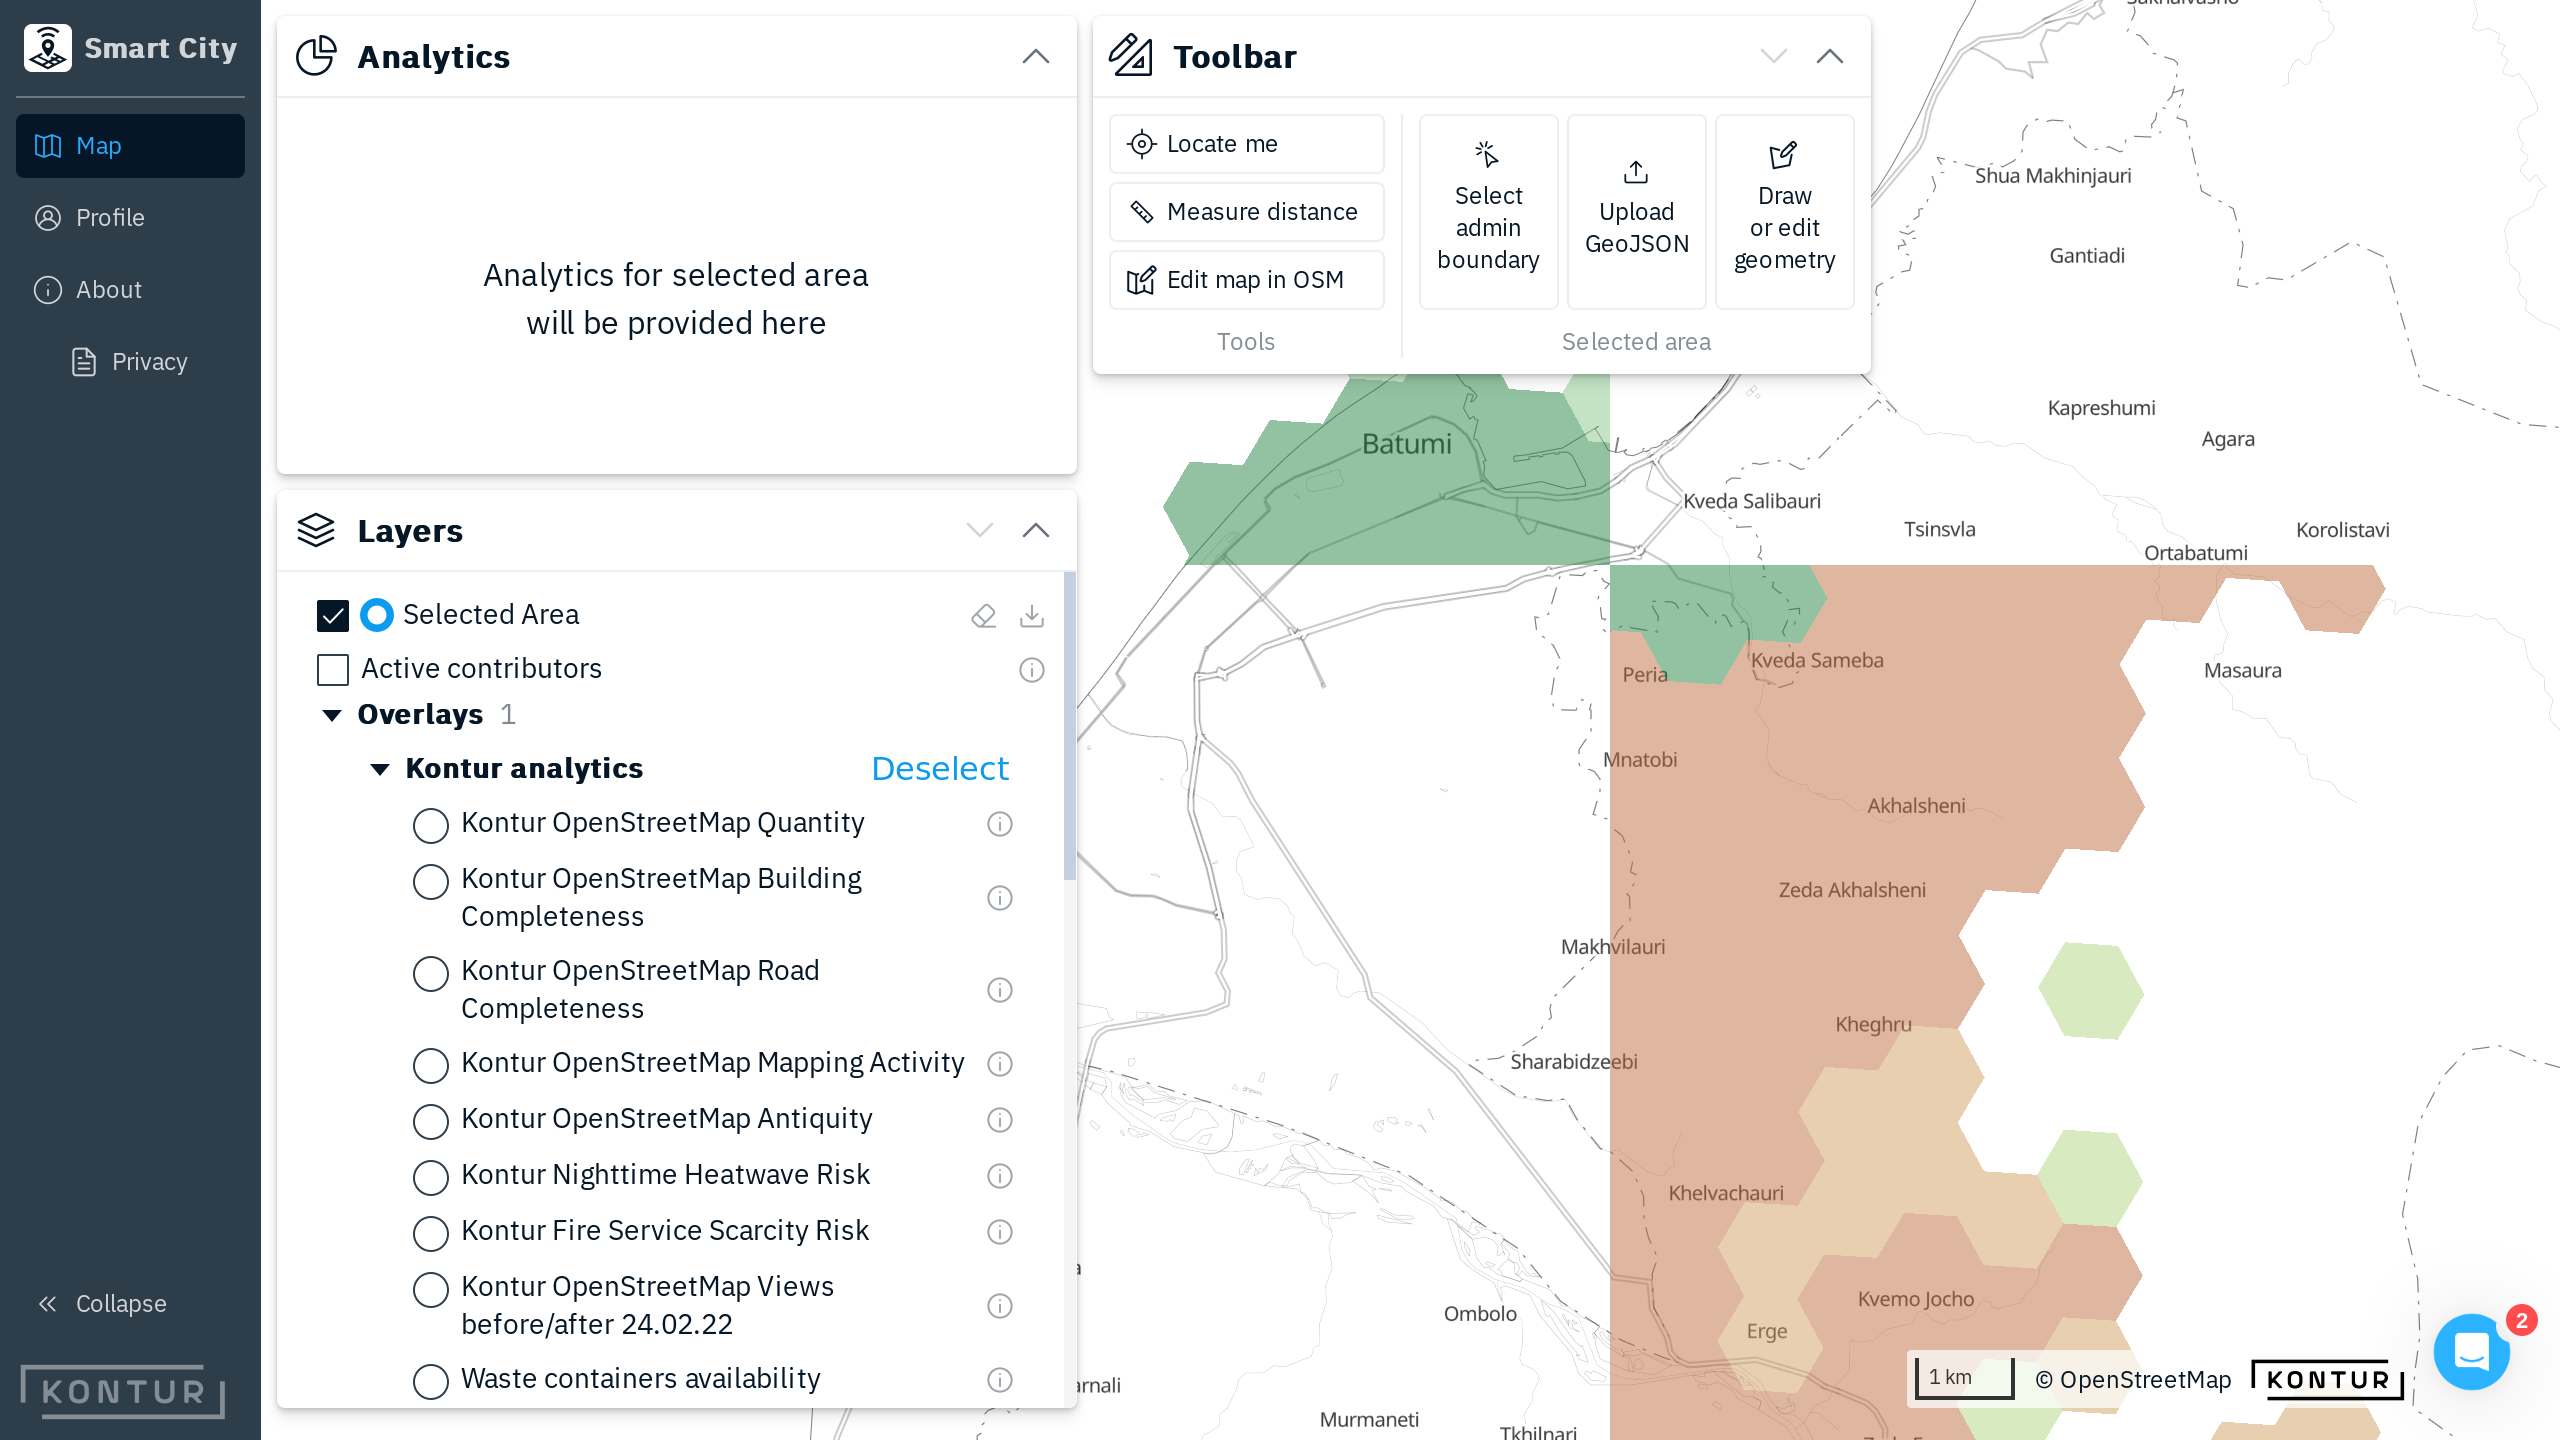 Smart City
Map
Profile
About
Privacy
Collapse
KONTUR
Analytics
Analytics for selected area
will be provided here
Layers
Selected Area
Active contributors
Overlays 1
Kontur analytics
Deselect
Kontur OpenStreetMap Quantity
Kontur OpenStreetMap Building
Completeness
Kontur OpenStreetMap Road
Completeness
Kontur OpenStreetMap Mapping Activity
Kontur OpenStreetMap Antiquity
Kontur Nighttime Heatwave Risk
Kontur Fire Service Scarcity Risk
Kontur OpenStreetMap Views
before/after 24.02.22
Waste containers availability
Toolbar
Locate me
Measure distance
Edit map in OSM
Tools
Select
admin
boundary
Upload
GeoJSON
Draw
or edit
geometry
Selected area
Shua Makhinjauri
Gantiadi
Kapreshumi
Agara
Batumi
Kveda Salibauri
Tsinsvla
Korolistavi
Ortabatumi
Peria
Kveda Sameba
Masaura
Mnatobi
Akhalsheni
Zeda Akhalsheni
Makhvilauri
Kheghru
Sharabidzeebi
Khelvachauri
Kvemo Jocho
Ombolo
Erge
Murmaneti
Tkhilnari
1 km
© OpenStreetMap
KONTUR
2